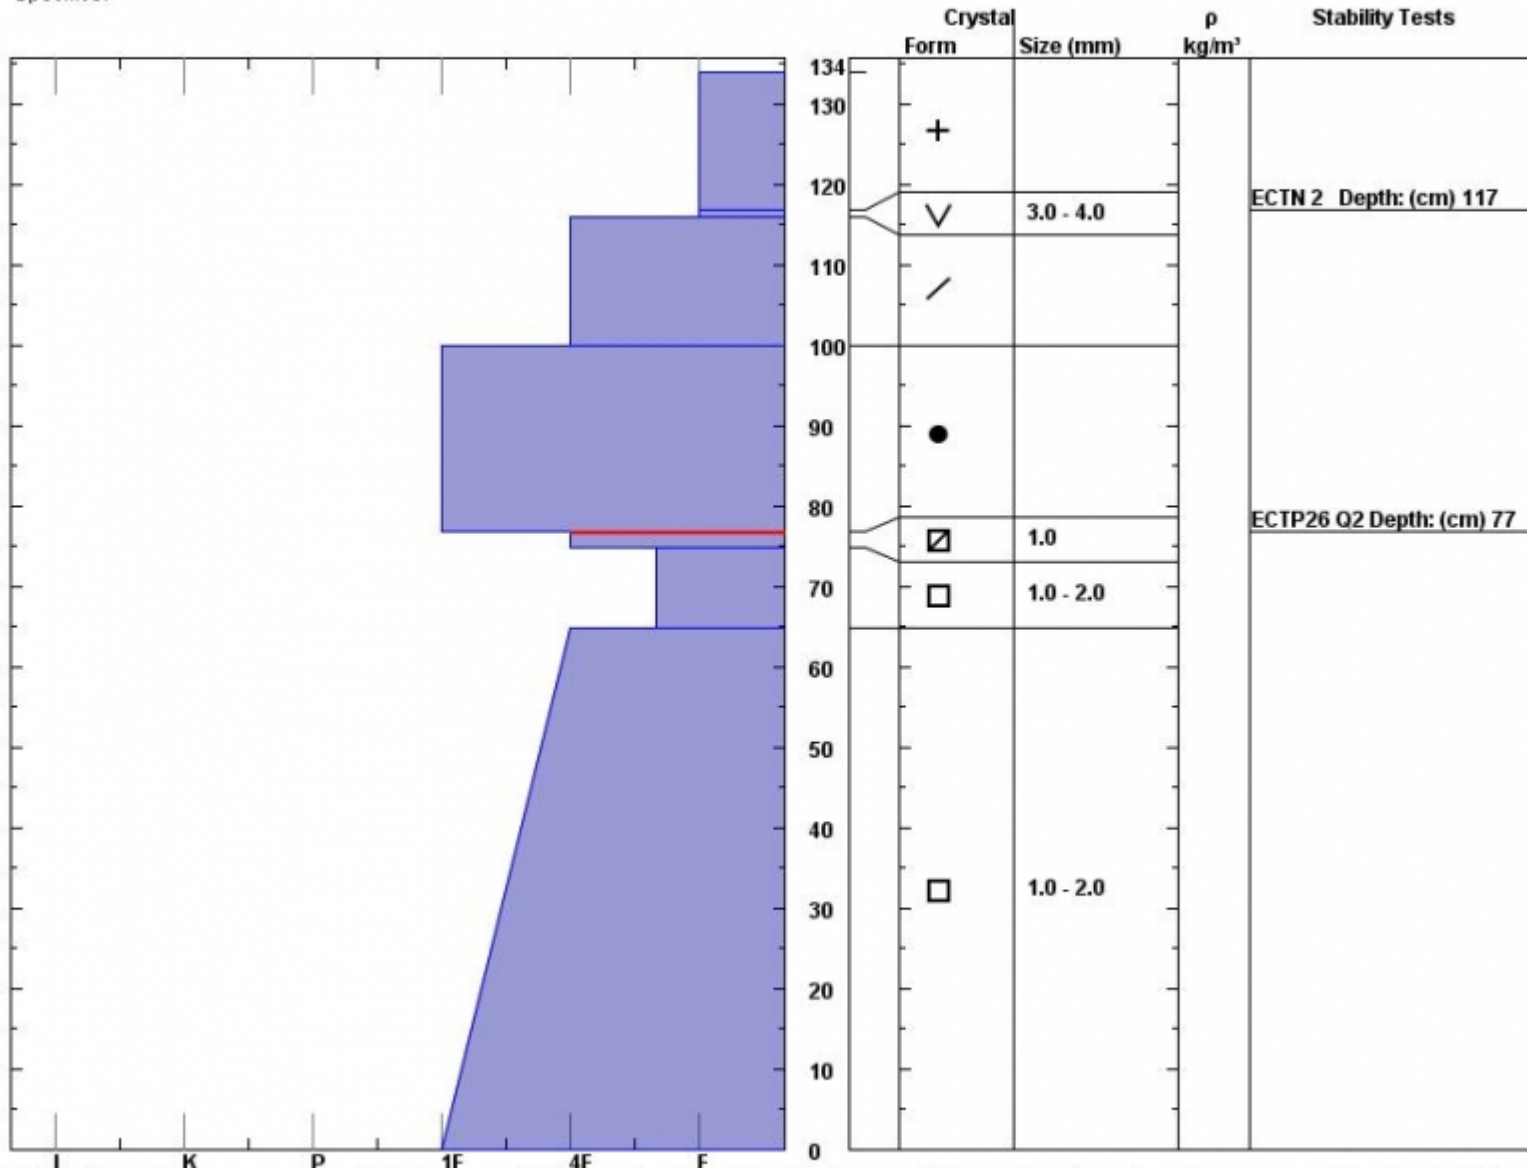 Crystal ρ Stability Tests
Form Size (mm) kg/m³
134
130
120
3.0 - 4.0
ECTN 2 Depth: (cm) 117
110
100
90
80
ECTP26 Q2 Depth: (cm) 77
1.0
70
1.0 - 2.0
60
50
40
30
1.0 - 2.0
20
10
0
I K P 1F 4F F